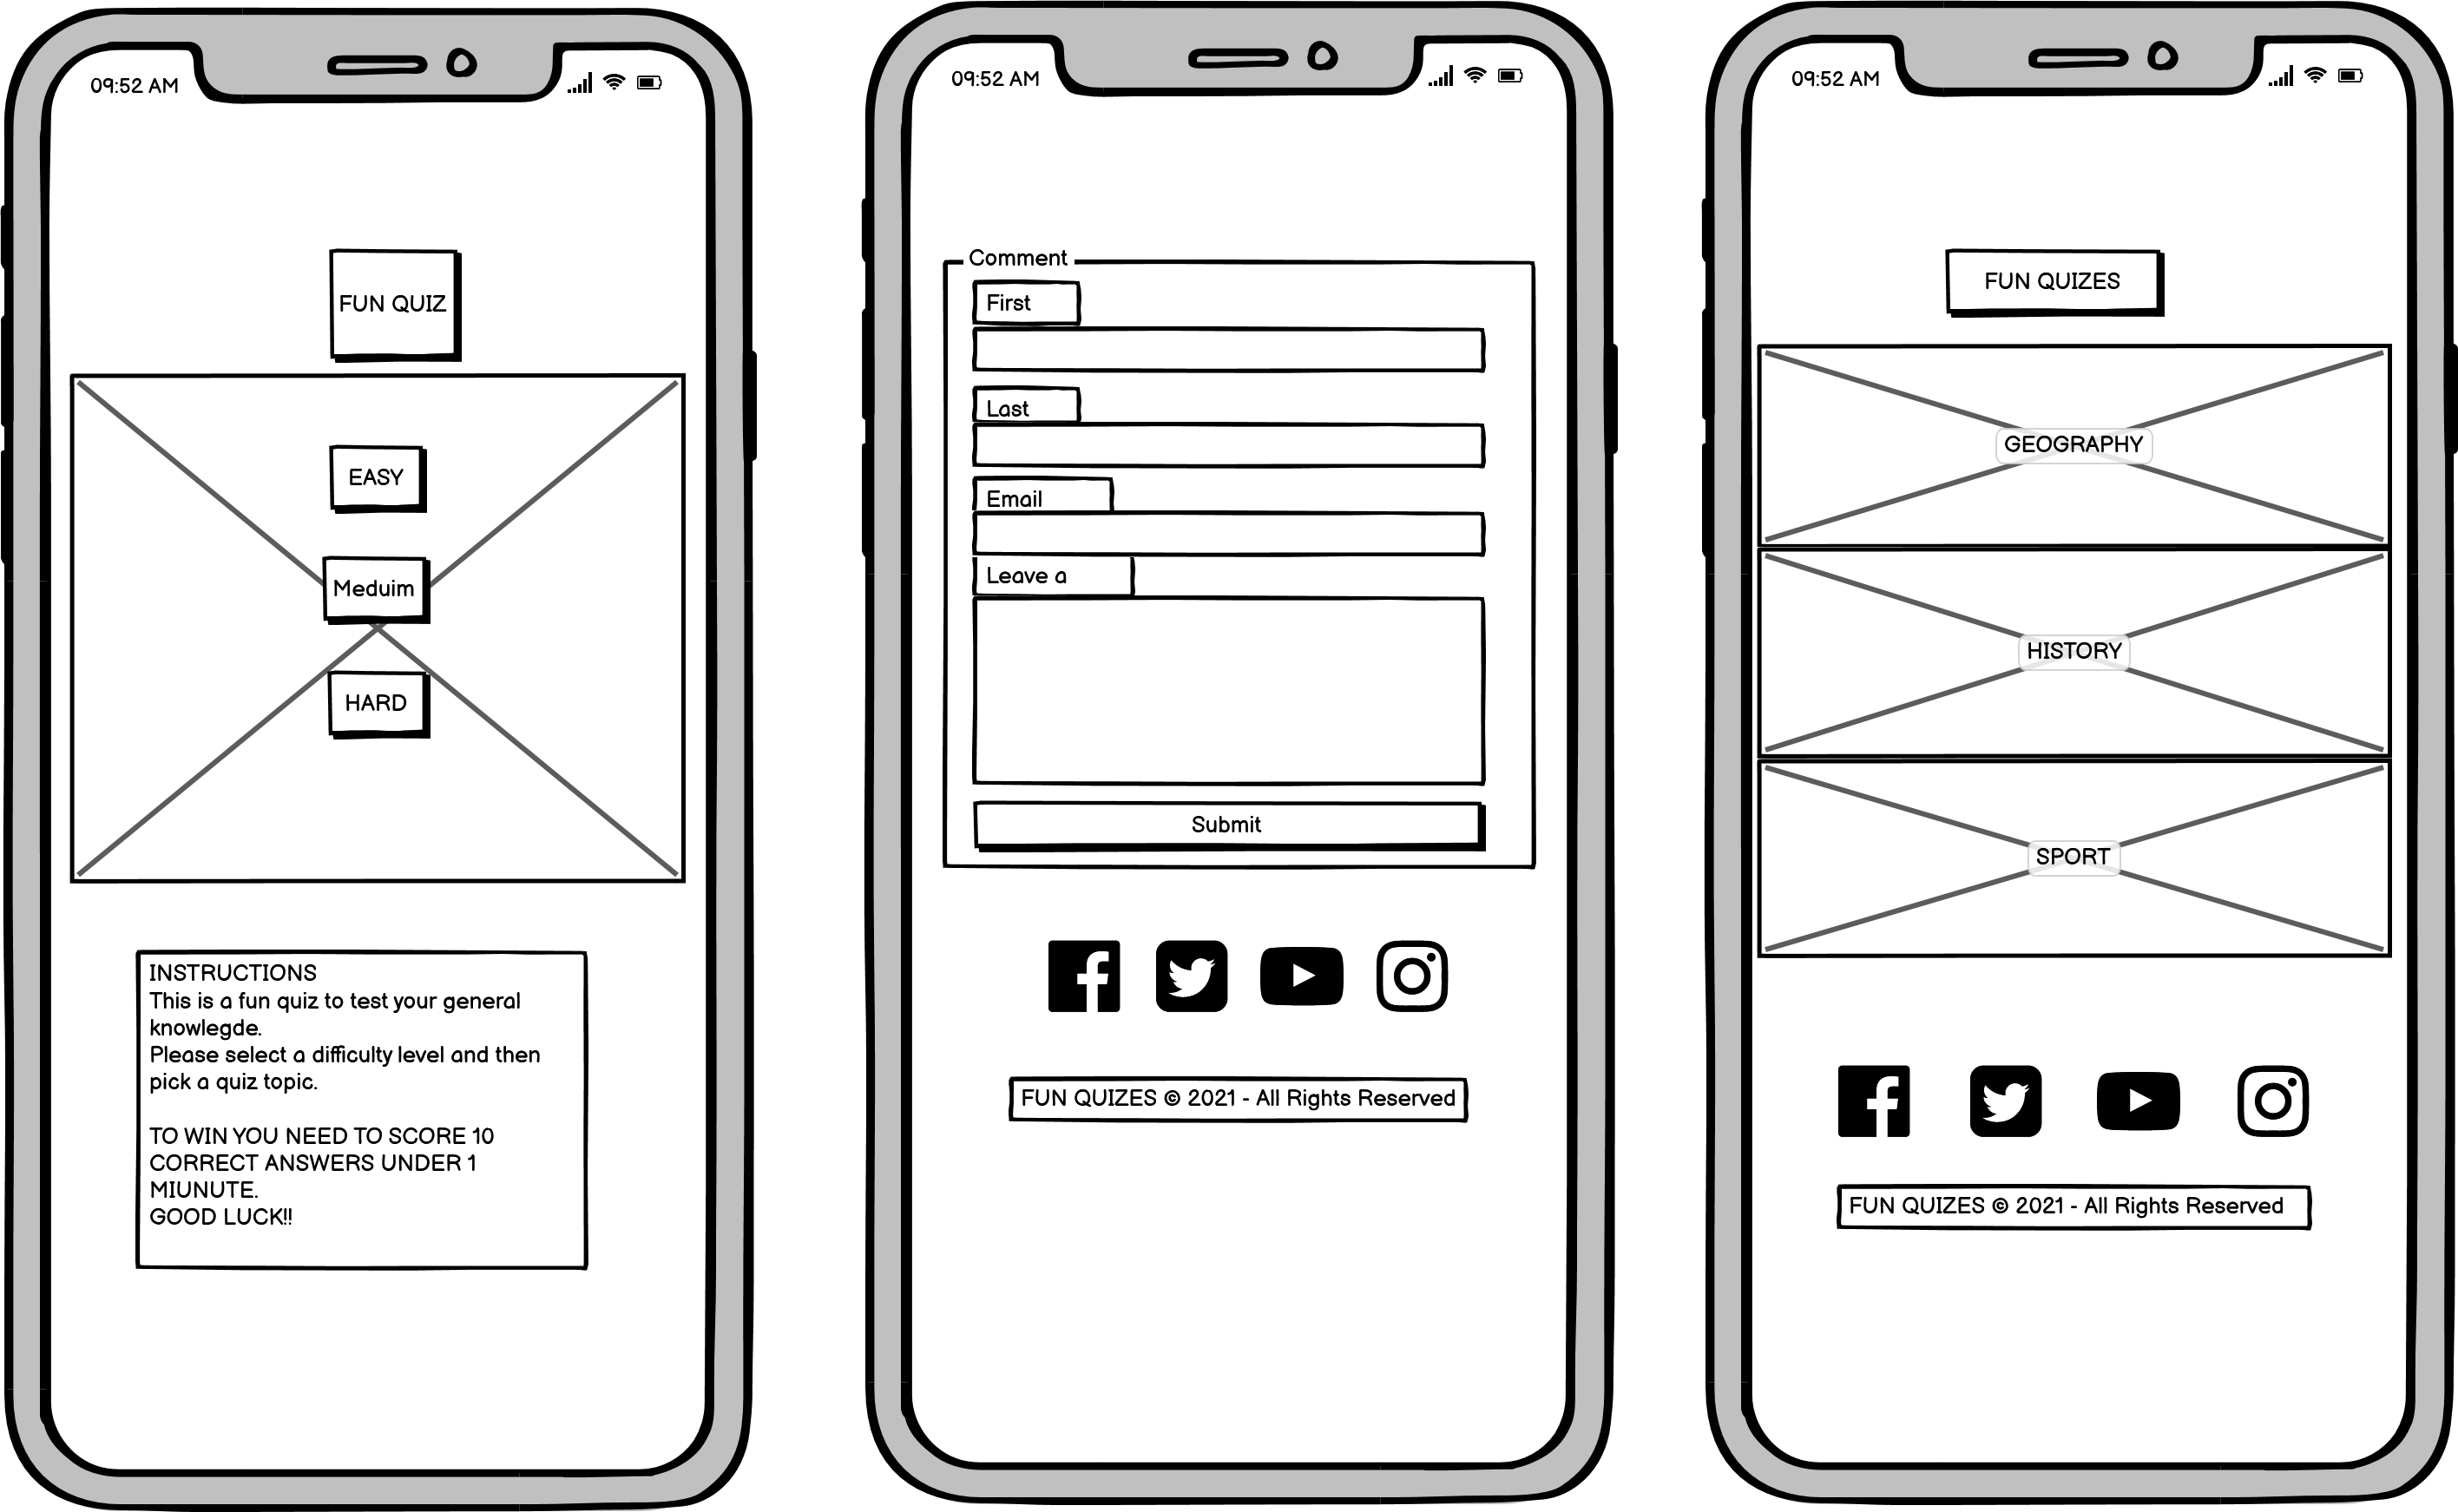 09:52 AM
FUN QUIZ
EASY
Meduim
HARD
INSTRUCTIONS
This is a fun quiz to test your general
knowlegde.
Please select a difficulty level and then
pick a quiz topic.
TO WIN YOU NEED TO SCORE 10
CORRECT ANSWERS UNDER 1
MIUNUTE.
GOOD LUCK!!
09:52 AM
Comment
First
Last
Email
Leave a
Submit
FUN QUIZES © 2021 - All Rights Reserved
09:52 AM
FUN QUIZES
GEOGRAPHY
HISTORY
SPORT
FUN QUIZES © 2021 - All Rights Reserved